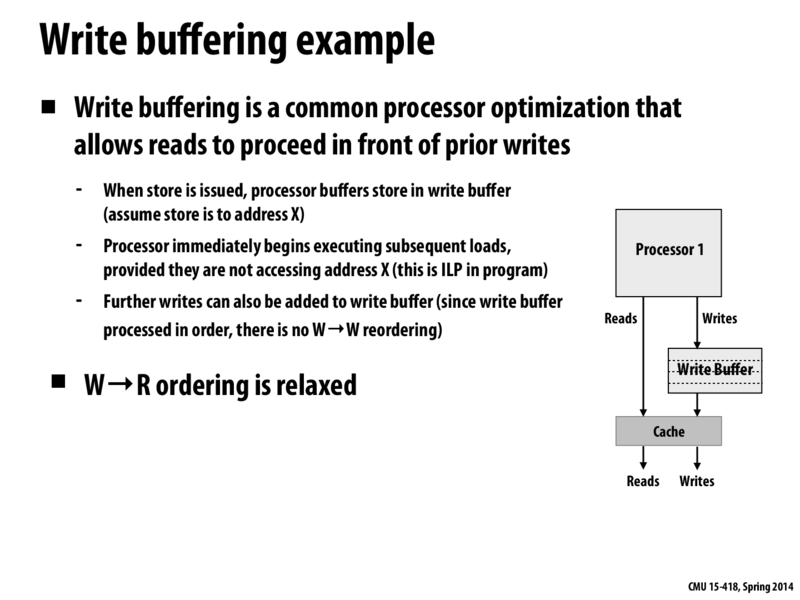 Write buffering example
■ Write buffering is a common processor optimization that
allows reads to proceed in front of prior writes
- When store is issued, processor buffers store in write buffer
(assume store is to address X)
- Processor immediately begins executing subsequent loads,
provided they are not accessing address X (this is ILP in program)
- Further writes can also be added to write buffer (since write buffer
processed in order, there is no W→W reordering)
■ W→R ordering is relaxed
Processor 1
Reads Writes
Write Buffer
Cache
Reads Writes
CMU 15-418, Spring 2014